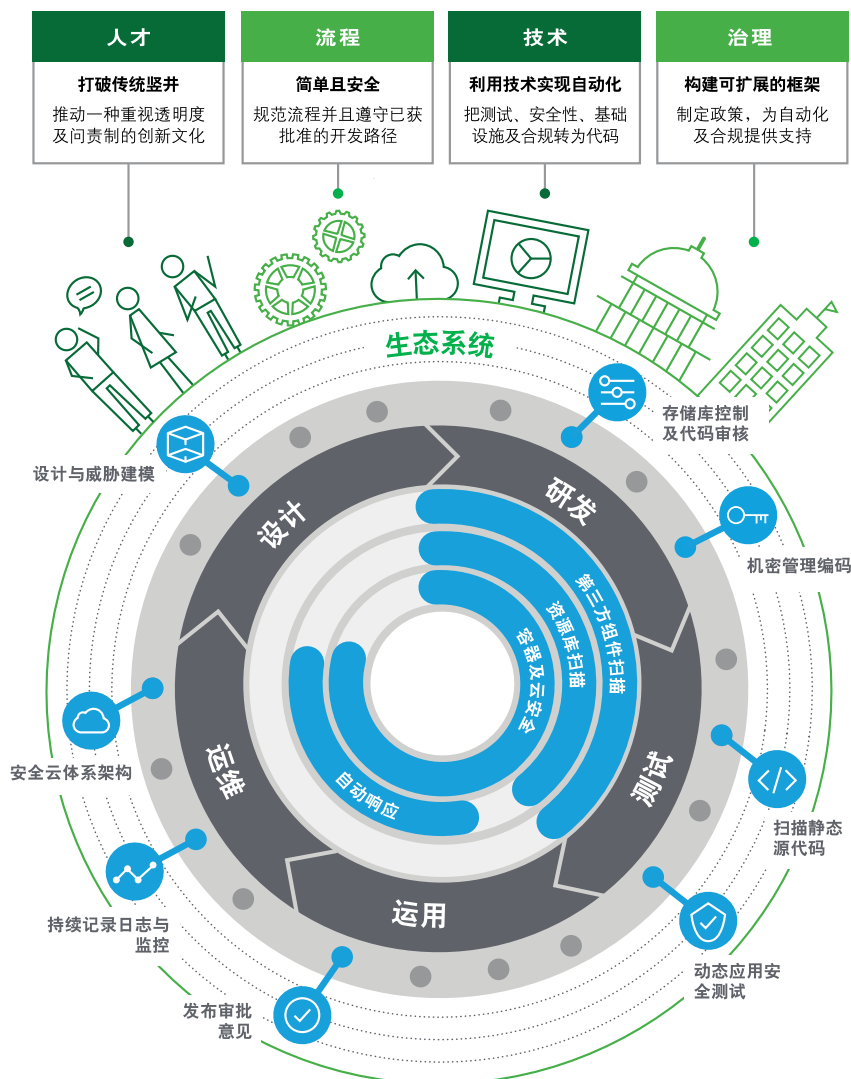 人才
打破传统竖井
推动一种重视透明度
及问责制的创新文化
流程
简单且安全
规范流程并且遵守已获
批准的开发路径
技术
利用技术实现自动化
把测试、安全性、基础
设施及合规转为代码
治理
构建可扩展的框架
制定政策，为自动化
及合规提供支持
生态系统
存储库控制
及代码审核
设计与威胁建模
设计
研发
机密管理编码
第三方组件扫描
资源库扫描
容器及云安全
自动响应
运维
测试
运用
安全云体系架构
扫描静态
源代码
持续记录日志与
监控
动态应用安
全测试
发布审批
意见